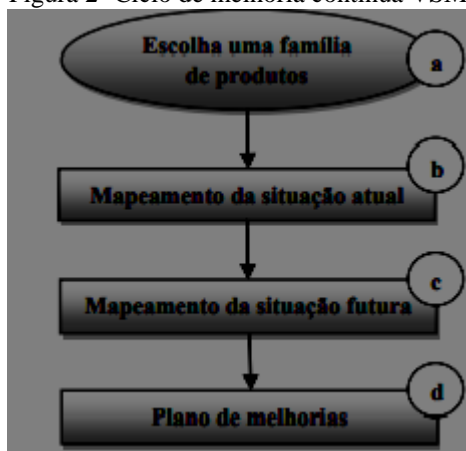 Figura 2- Ciclo de melhoria contínua VSM
Escolha uma família
de produtos
a
b
Mapeamento da situação atual
c
Mapeamento da situação futura
d
Plano de melhorias